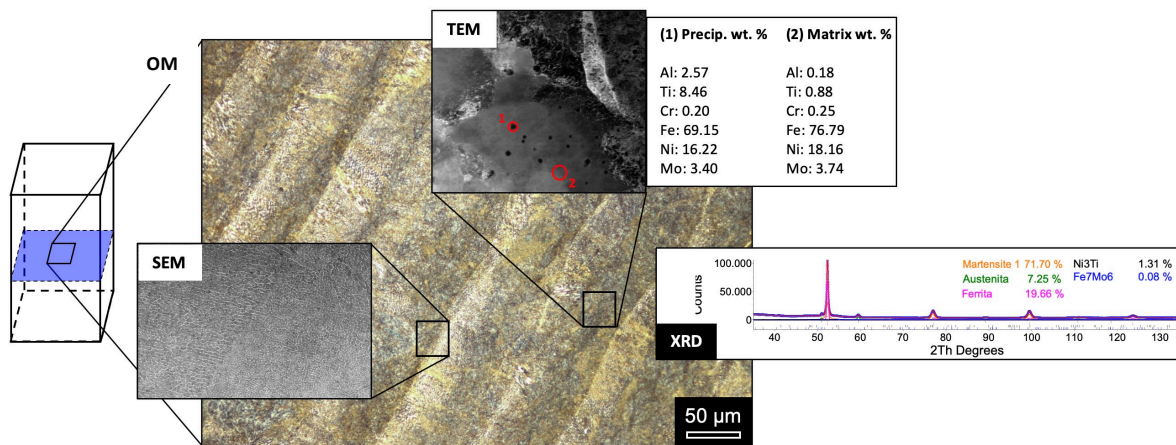 OM
TEM
1
2
(1) Precip. wt. %
Al: 2.57
Ti: 8.46
Cr: 0.20
Fe: 69.15
Ni: 16.22
Mo: 3.40
(2) Matrix wt. %
Al: 0.18
Ti: 0.88
Cr: 0.25
Fe: 76.79
Ni: 18.16
Mo: 3.74
SEM
50 µm
XRD
Counts
100.000
50.000
0
Martensite 1 71.70 %
Austenita 7.25 %
Ferrita 19.66 %
Ni3Ti 1.31 %
Fe7Mo6 0.08 %
40 50 60 70 80 90 100 110 120 130
2Th Degrees